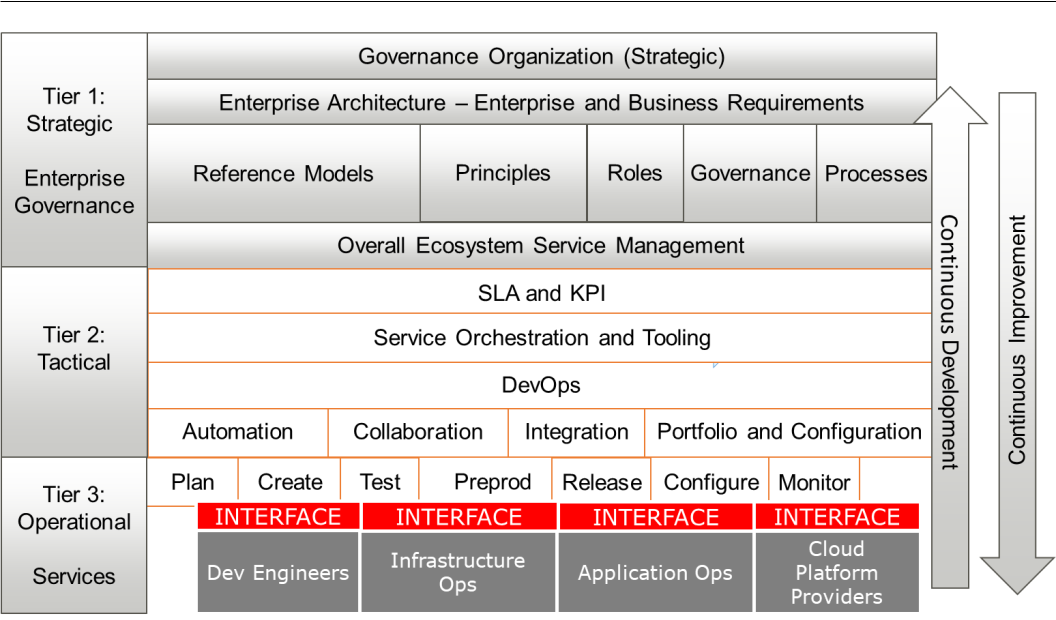 Tier 1:
Strategic
Enterprise
Governance
Governance Organization (Strategic)
Enterprise Architecture – Enterprise and Business Requirements
Reference Models
Principles
Roles
Governance
Processes
Overall Ecosystem Service Management
Tier 2:
Tactical
SLA and KPI
Service Orchestration and Tooling
DevOps
Automation
Collaboration
Integration
Portfolio and Configuration
Tier 3:
Operational
Services
Plan
Create
Test
Preprod
Release
Configure
Monitor
INTERFACE
INTERFACE
INTERFACE
INTERFACE
Dev Engineers
Infrastructure
Ops
Application Ops
Cloud
Platform
Providers
Continuous Development
Continuous Improvement